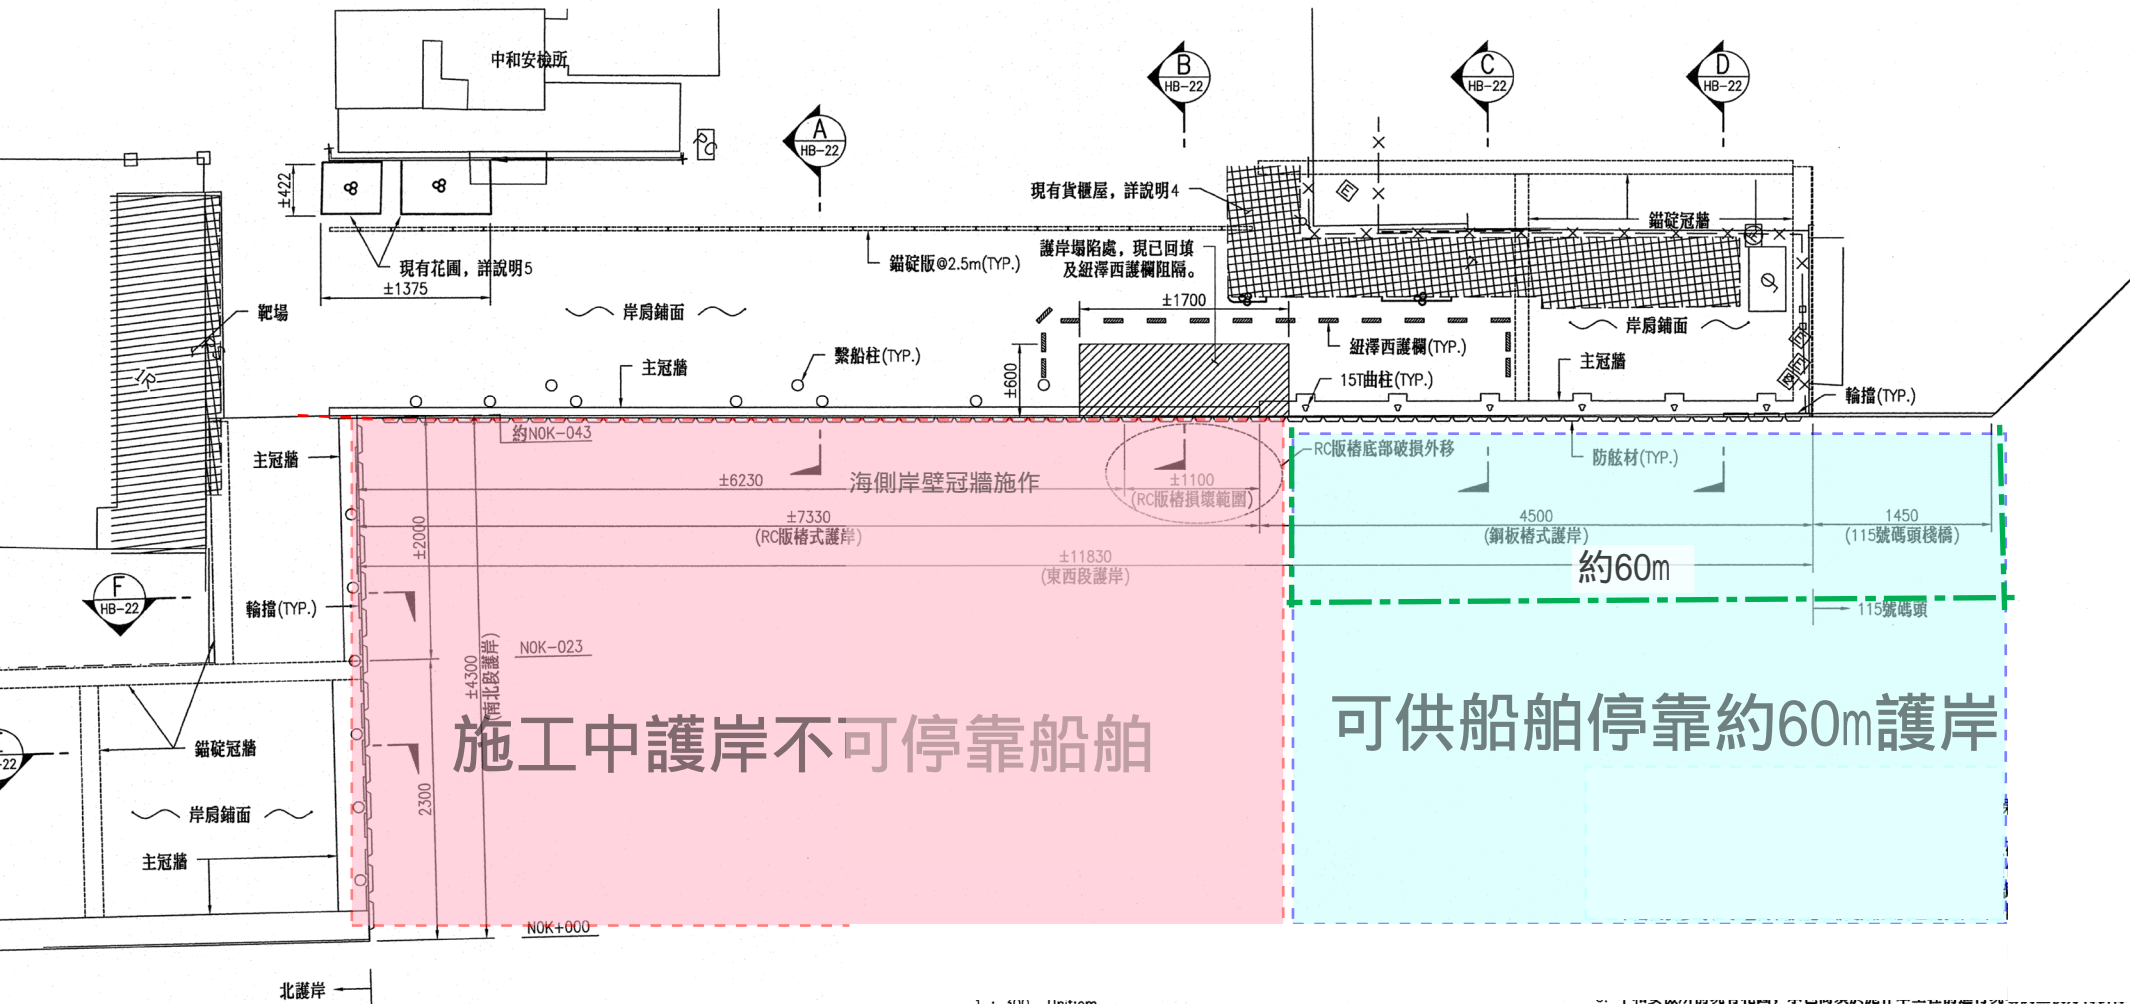 中和安檢所
A
HB-22
B
HB-22
C
HB-22
D
HB-22
±422
現有花圃，詳說明5
±1375
靶場
錨碇版@2.5m(TYP.)
現有貨櫃屋，詳說明4
護岸塌陷處，現已回填
及紐澤西護欄阻隔。
±1700
±600
錨碇冠牆
岸肩鋪面
岸肩鋪面
繫船柱(TYP.)
主冠牆
紐澤西護欄(TYP.)
15T曲柱(TYP.)
主冠牆
輪擋(TYP.)
約N0K-043
主冠牆
±6230
海側岸壁冠牆施作
±1100
(RC版樁損壞範圍)
RC版樁底部破損外移
防舷材(TYP.)
±7330
(RC版樁式護岸)
4500
(鋼板樁式護岸)
1450
(115號碼頭棧橋)
±11830
(東西段護岸)
約60m
115號碼頭
±2000
F
HB-22
輪擋(TYP.)
N0K-023
±4300
(南北段護岸)
施工中護岸不可停靠船舶
可供船舶停靠約60m護岸
錨碇冠牆
2300
岸肩鋪面
主冠牆
N0K+000
北護岸